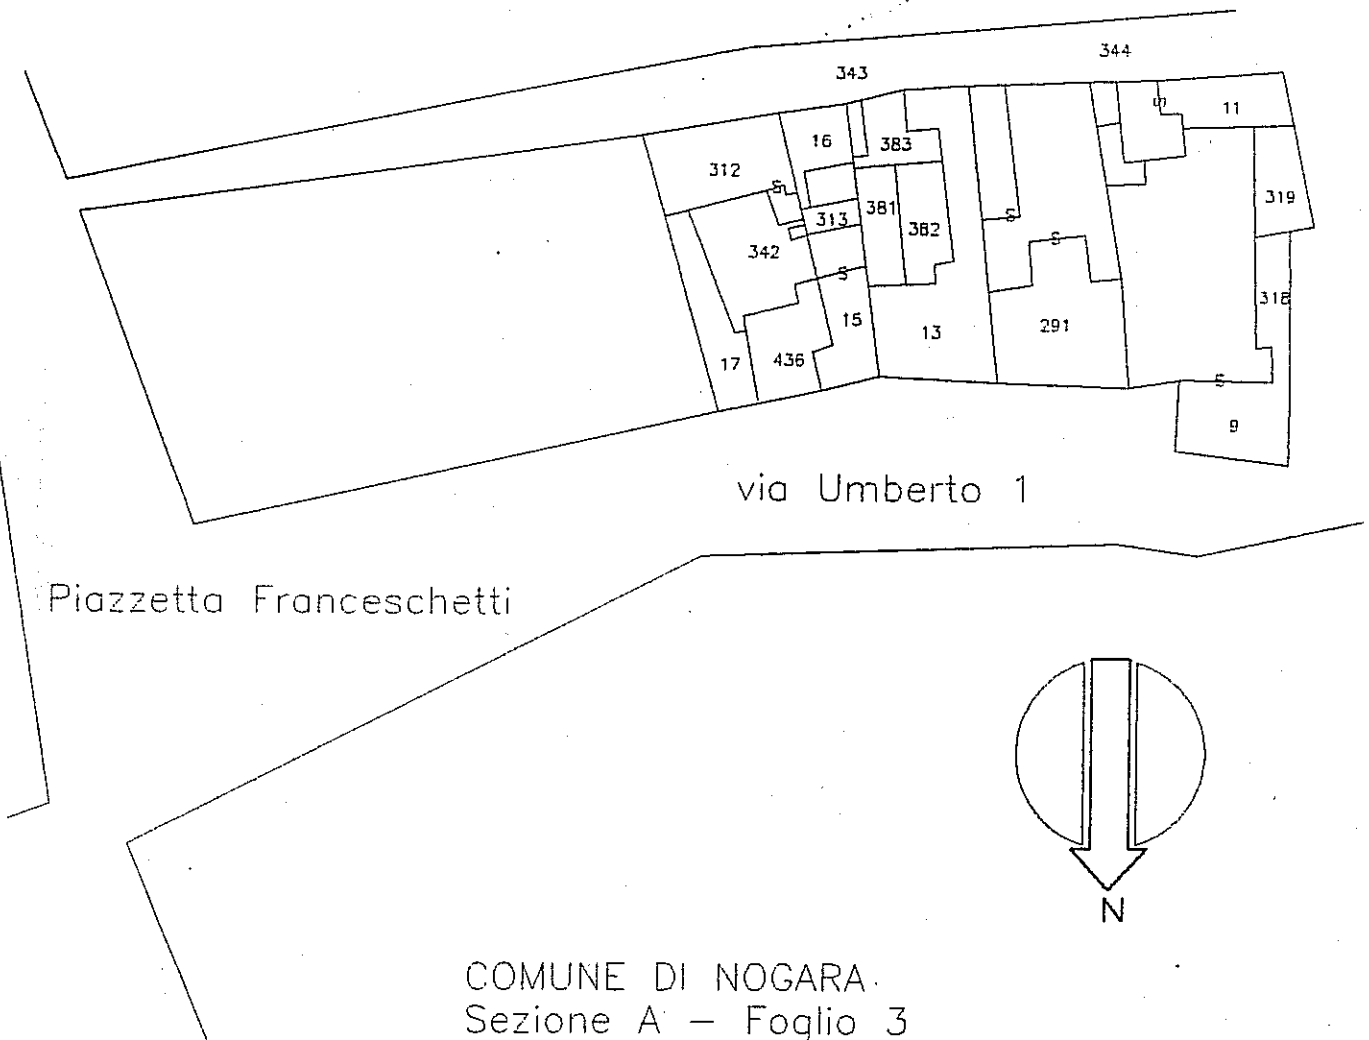 344
343
11
16
383
312
319
381
313
382
342
318
15
13
291
17
436
9
S
S
S
S
S
S
via Umberto 1
Piazzetta Franceschetti
N
COMUNE DI NOGARA
Sezione A - Foglio 3